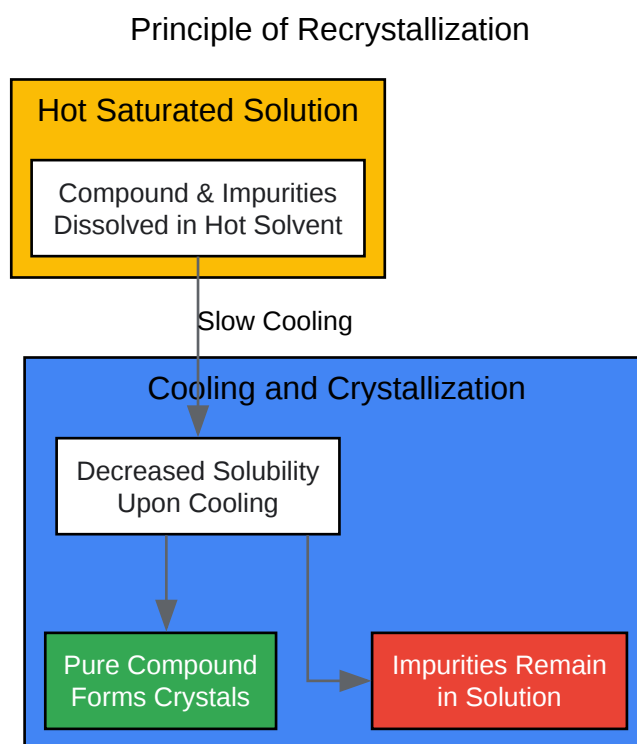 Principle of Recrystallization
Hot Saturated Solution
Compound & Impurities
Dissolved in Hot Solvent
Slow Cooling
Cooling and Crystallization
Decreased Solubility
Upon Cooling
Pure Compound
Forms Crystals
Impurities Remain
in Solution